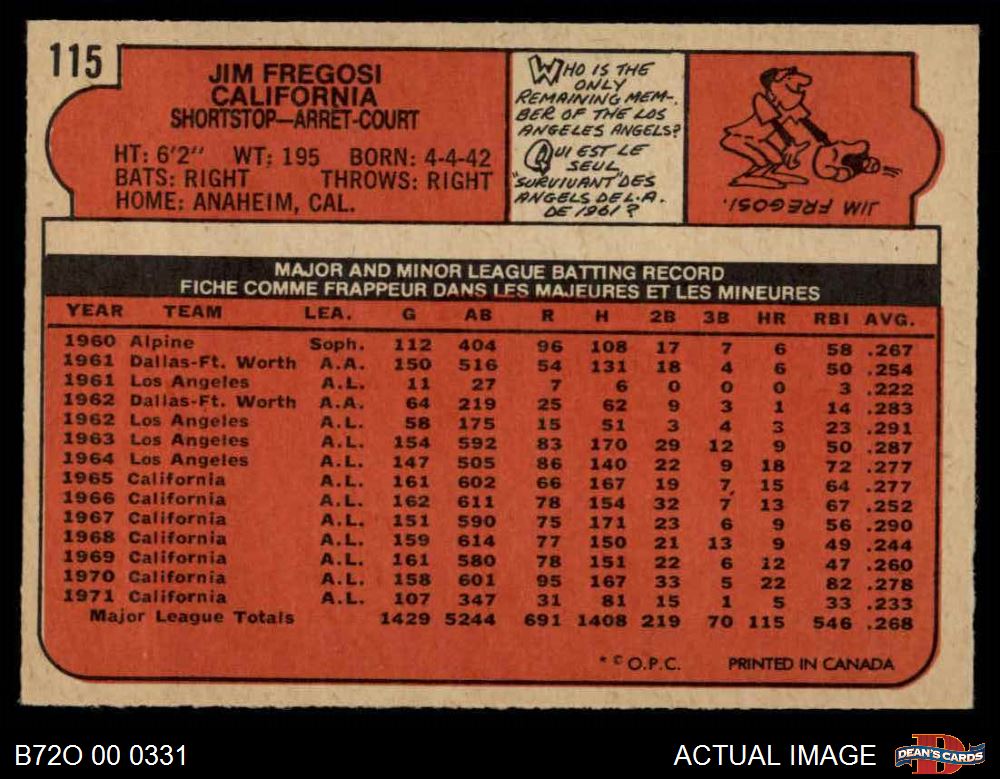 115
JIM FREGOSI
CALIFORNIA
SHORTSTOP—ARRET-COURT
HT: 6'2" WT: 195 BORN: 4-4-42
BATS: RIGHT THROWS: RIGHT
HOME: ANAHEIM, CAL.
WHO IS THE
ONLY
REMAINING MEM-
BER OF THE LOS
ANGELES ANGELS?
QUI EST LE
SEUL
"SURVIVANT" DES
ANGELS DE L.A.
DE 1961?
JIM FREGOSI.
MAJOR AND MINOR LEAGUE BATTING RECORD
FICHE COMME FRAPPEUR DANS LES MAJEURES ET LES MINEURES
YEAR TEAM LEA. G AB R H 2B 3B HR RBI AVG.
1960 Alpine Soph. 112 404 96 108 17 7 6 58 .267
1961 Dallas-Ft. Worth A.A. 150 516 54 131 18 4 6 50 .254
1961 Los Angeles A.L. 11 27 7 6 0 0 0 3 .222
1962 Dallas-Ft. Worth A.A. 64 219 25 62 9 3 1 14 .283
1962 Los Angeles A.L. 58 175 15 51 3 4 3 23 .291
1963 Los Angeles A.L. 154 592 83 170 29 12 9 50 .287
1964 Los Angeles A.L. 147 505 86 140 22 9 18 72 .277
1965 California A.L. 161 602 66 167 19 7 15 64 .277
1966 California A.L. 162 611 78 154 32 7 13 67 .252
1967 California A.L. 151 590 75 171 23 6 9 56 .290
1968 California A.L. 159 614 77 150 21 13 9 49 .244
1969 California A.L. 161 580 78 151 22 6 12 47 .260
1970 California A.L. 158 601 95 167 33 5 22 82 .278
1971 California A.L. 107 347 31 81 15 1 5 33 .233
Major League Totals 1429 5244 691 1408 219 70 115 546 .268
* © O.P.C. PRINTED IN CANADA
B72O 00 0331
ACTUAL IMAGE
DEAN'S CARDS